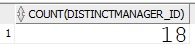 COUNT(DISTINCTMANAGER_ID)
1 18